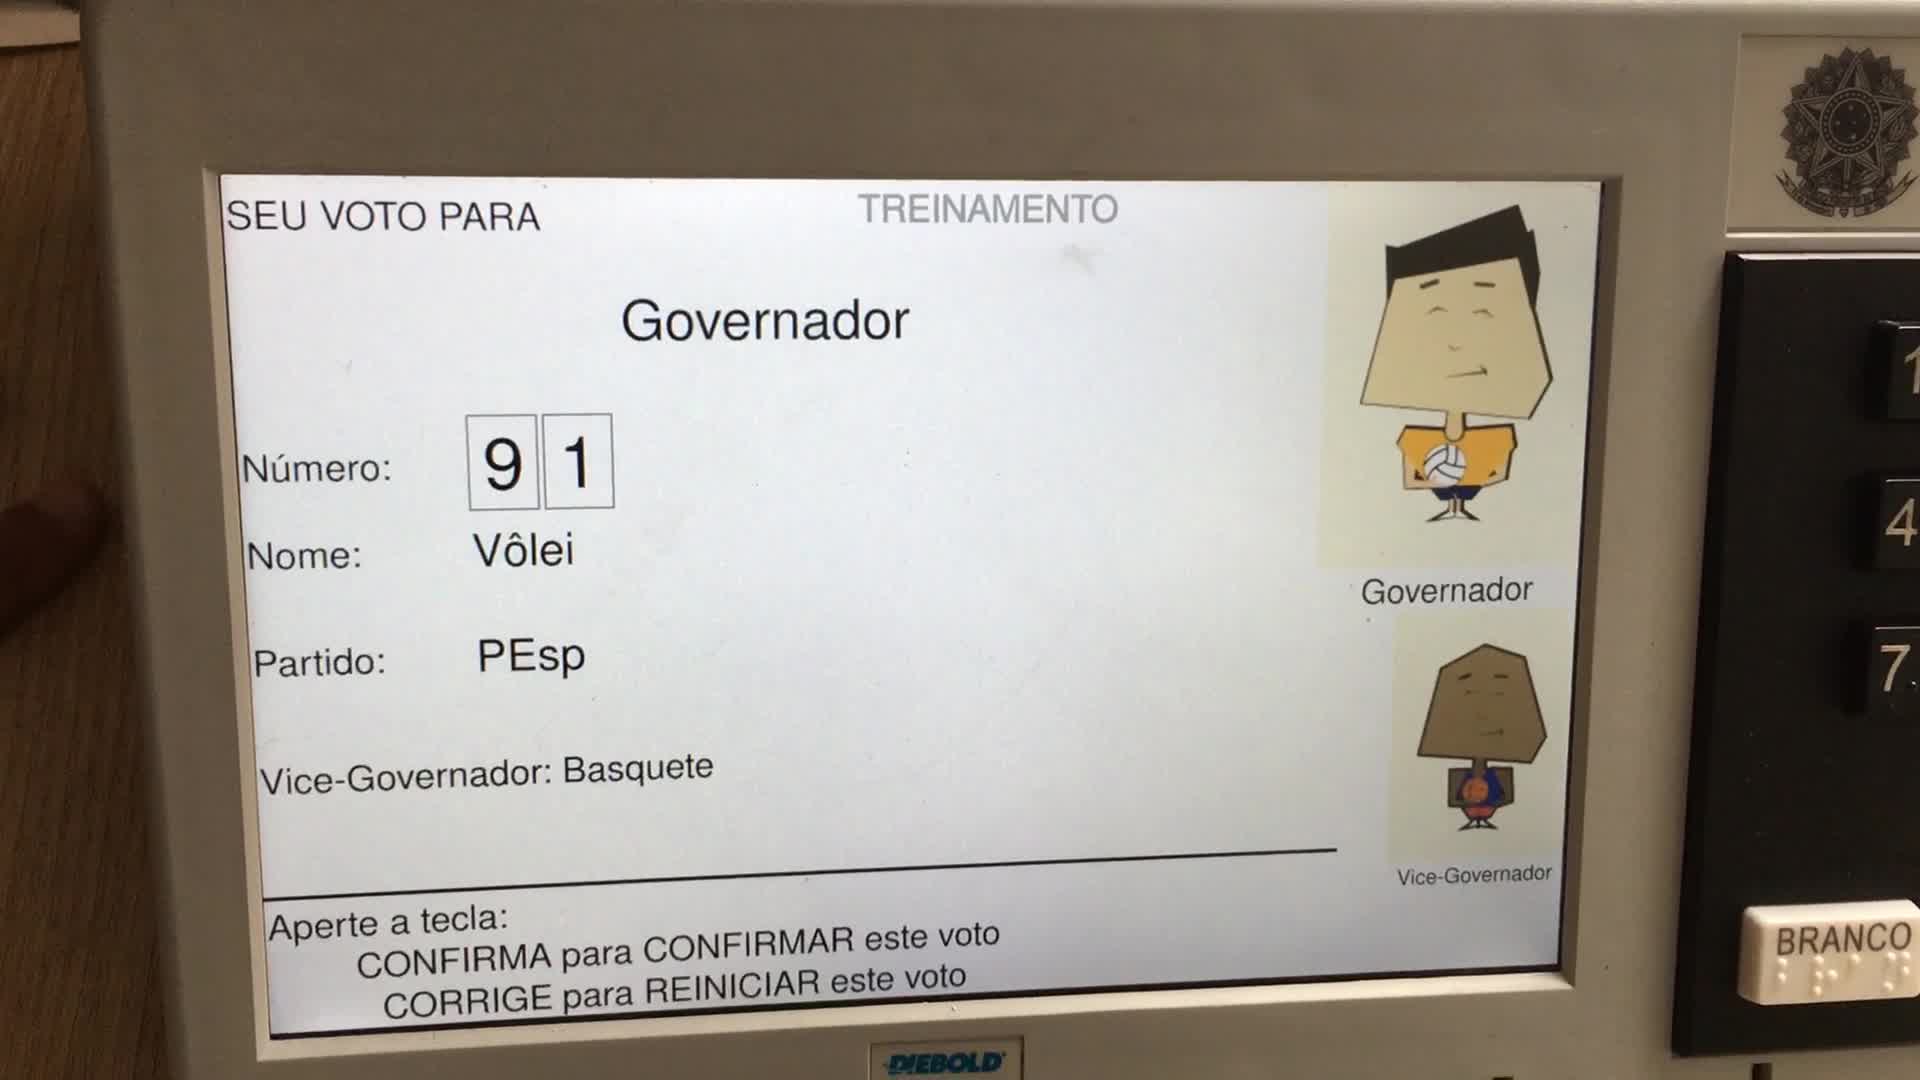 SEU VOTO PARA
TREINAMENTO
Governador
Número: 9 1
Nome: Vôlei
Partido: PEsp
Vice-Governador: Basquete
Governador
Vice-Governador
Aperte a tecla:
CONFIRMA para CONFIRMAR este voto
CORRIGE para REINICIAR este voto
DIEBOLD
1
4
7
BRANCO